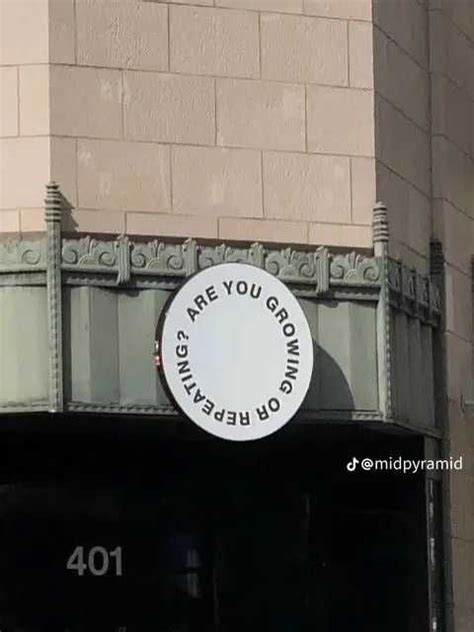 ARE YOU GROWING OR REPEATING?
@midpyramid
401